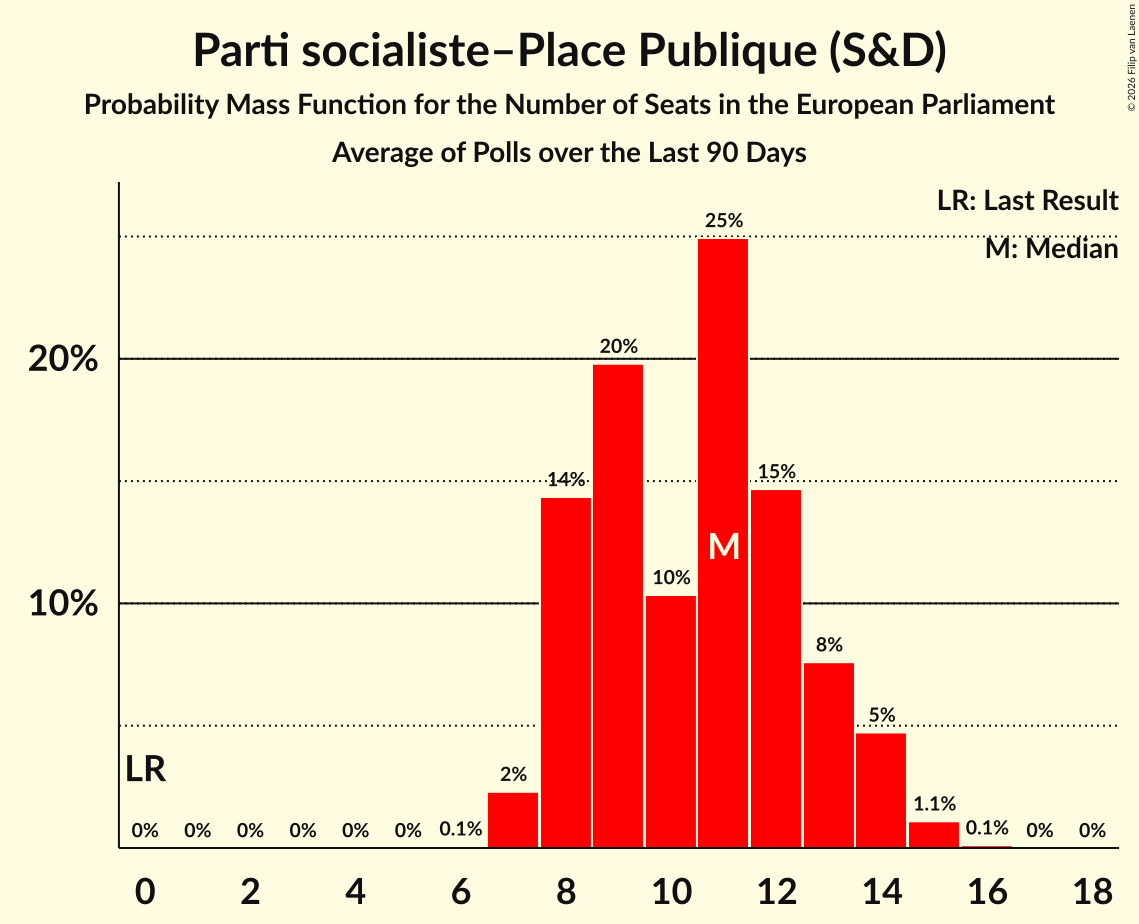 Parti socialiste–Place Publique (S&D)
Probability Mass Function for the Number of Seats in the European Parliament
Average of Polls over the Last 90 Days
© 2026 Filip van Laenen
LR: Last Result
M: Median
25%
20%
20%
14%
15%
M
10%
10%
8%
5%
LR
2%
1.1%
0% 0% 0% 0% 0% 0% 0.1% 0.1% 0% 0%
0 2 4 6 8 10 12 14 16 18